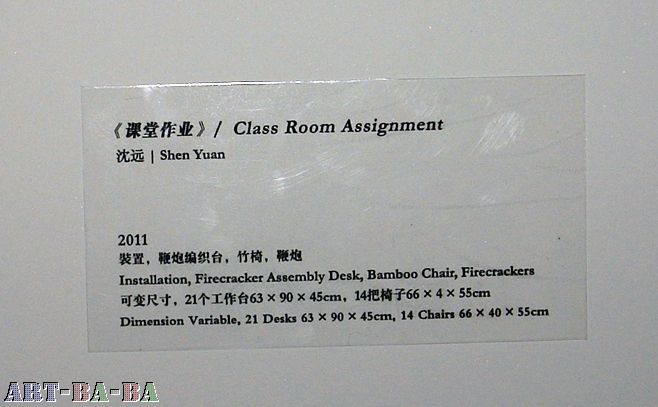 《课堂作业》/ Class Room Assignment
沈远 | Shen Yuan
2011
裝置，鞭炮编织台，竹椅，鞭炮
Installation, Firecracker Assembly Desk, Bamboo Chair, Firecrackers
可变尺寸，21个工作台63 × 90 × 45cm，14把椅子66 × 4 × 55cm
Dimension Variable, 21 Desks 63 × 90 × 45cm, 14 Chairs 66 × 40 × 55cm
ART-BA-BA